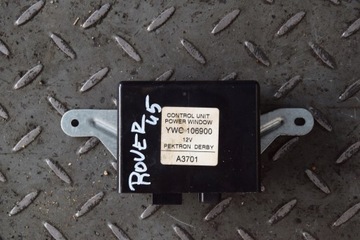 ROVER 45
CONTROL UNIT
POWER WINDOW
YWC 106900
12V
PEKTRON DERBY
A3701